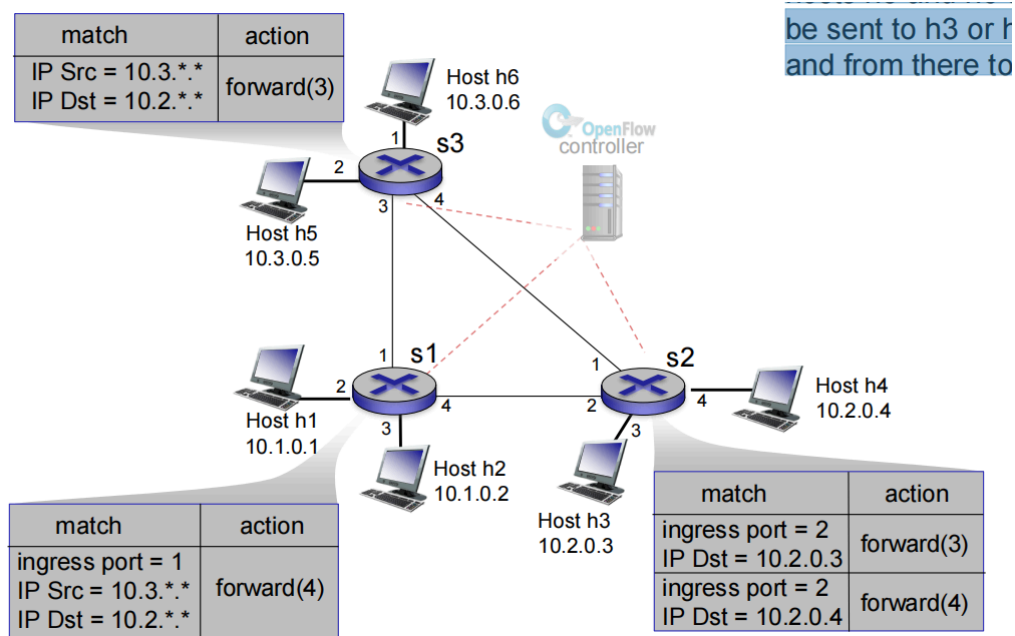 be sent to h3 or h
and from there to
match action
IP Src = 10.3.*.*
IP Dst = 10.2.*.*
forward(3)
Host h6
10.3.0.6
OpenFlow
controller
1
s3
2
3
4
Host h5
10.3.0.5
1
s1
2
4
3
Host h1
10.1.0.1
Host h2
10.1.0.2
1
s2
2
4
3
Host h4
10.2.0.4
Host h3
10.2.0.3
match action
ingress port = 1
IP Src = 10.3.*.*
IP Dst = 10.2.*.*
forward(4)
match action
ingress port = 2
IP Dst = 10.2.0.3
forward(3)
ingress port = 2
IP Dst = 10.2.0.4
forward(4)